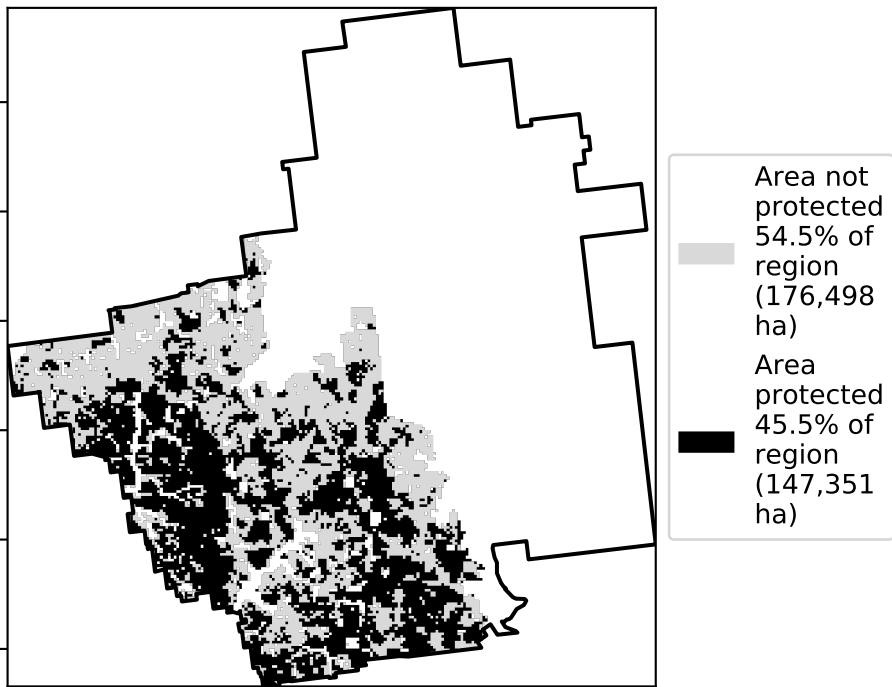 Area not
protected
54.5% of
region
(176,498
ha)
Area
protected
45.5% of
region
(147,351
ha)